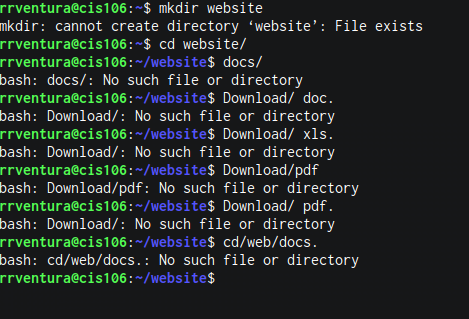 rrventura@cis106:~$ mkdir website
mkdir: cannot create directory ‘website’: File exists
rrventura@cis106:~$ cd website/
rrventura@cis106:~/website$ docs/
bash: docs/: No such file or directory
rrventura@cis106:~/website$ Download/ doc.
bash: Download/: No such file or directory
rrventura@cis106:~/website$ Download/ xls.
bash: Download/: No such file or directory
rrventura@cis106:~/website$ Download/pdf
bash: Download/pdf: No such file or directory
rrventura@cis106:~/website$ Download/ pdf.
bash: Download/: No such file or directory
rrventura@cis106:~/website$ cd/web/docs.
bash: cd/web/docs.: No such file or directory
rrventura@cis106:~/website$